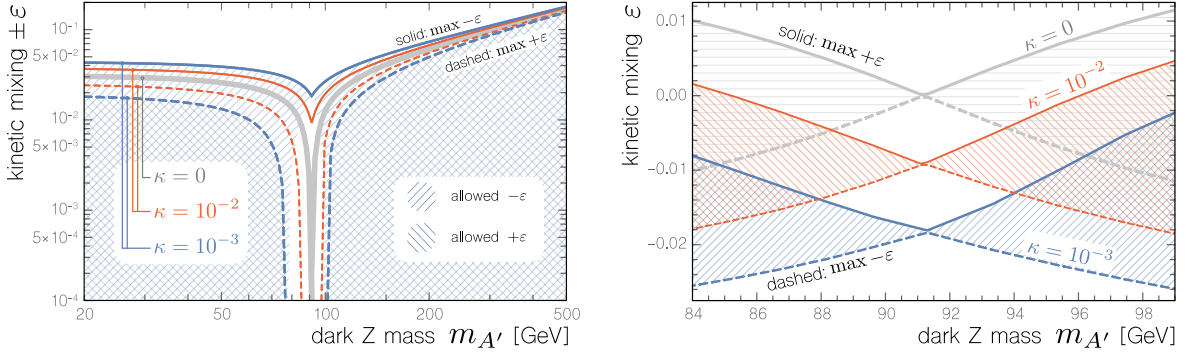 kinetic mixing ±ε
10⁻¹
5×10⁻²
10⁻²
5×10⁻³
10⁻³
5×10⁻⁴
10⁻⁴
solid: max −ε
dashed: max +ε
κ = 0
κ = 10⁻²
κ = 10⁻³
allowed −ε
allowed +ε
20 50 100 200 500
dark Z mass m_A′ [GeV]
kinetic mixing ε
0.01
0.00
−0.01
−0.02
solid: max +ε
κ = 0
κ = 10⁻²
κ = 10⁻³
dashed: max −ε
84 88 91 90 92 94 96 98
dark Z mass m_A′ [GeV]